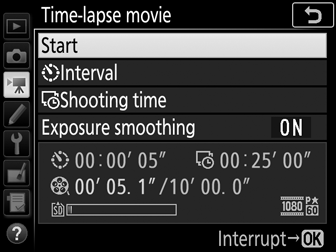 Time-lapse movie
Start
Interval
Shooting time
Exposure smoothing ON
00:00' 05" 00:25' 00"
00' 05. 1" /10' 00. 0"
SD 1080 P★ 60
Interrupt→OK
?